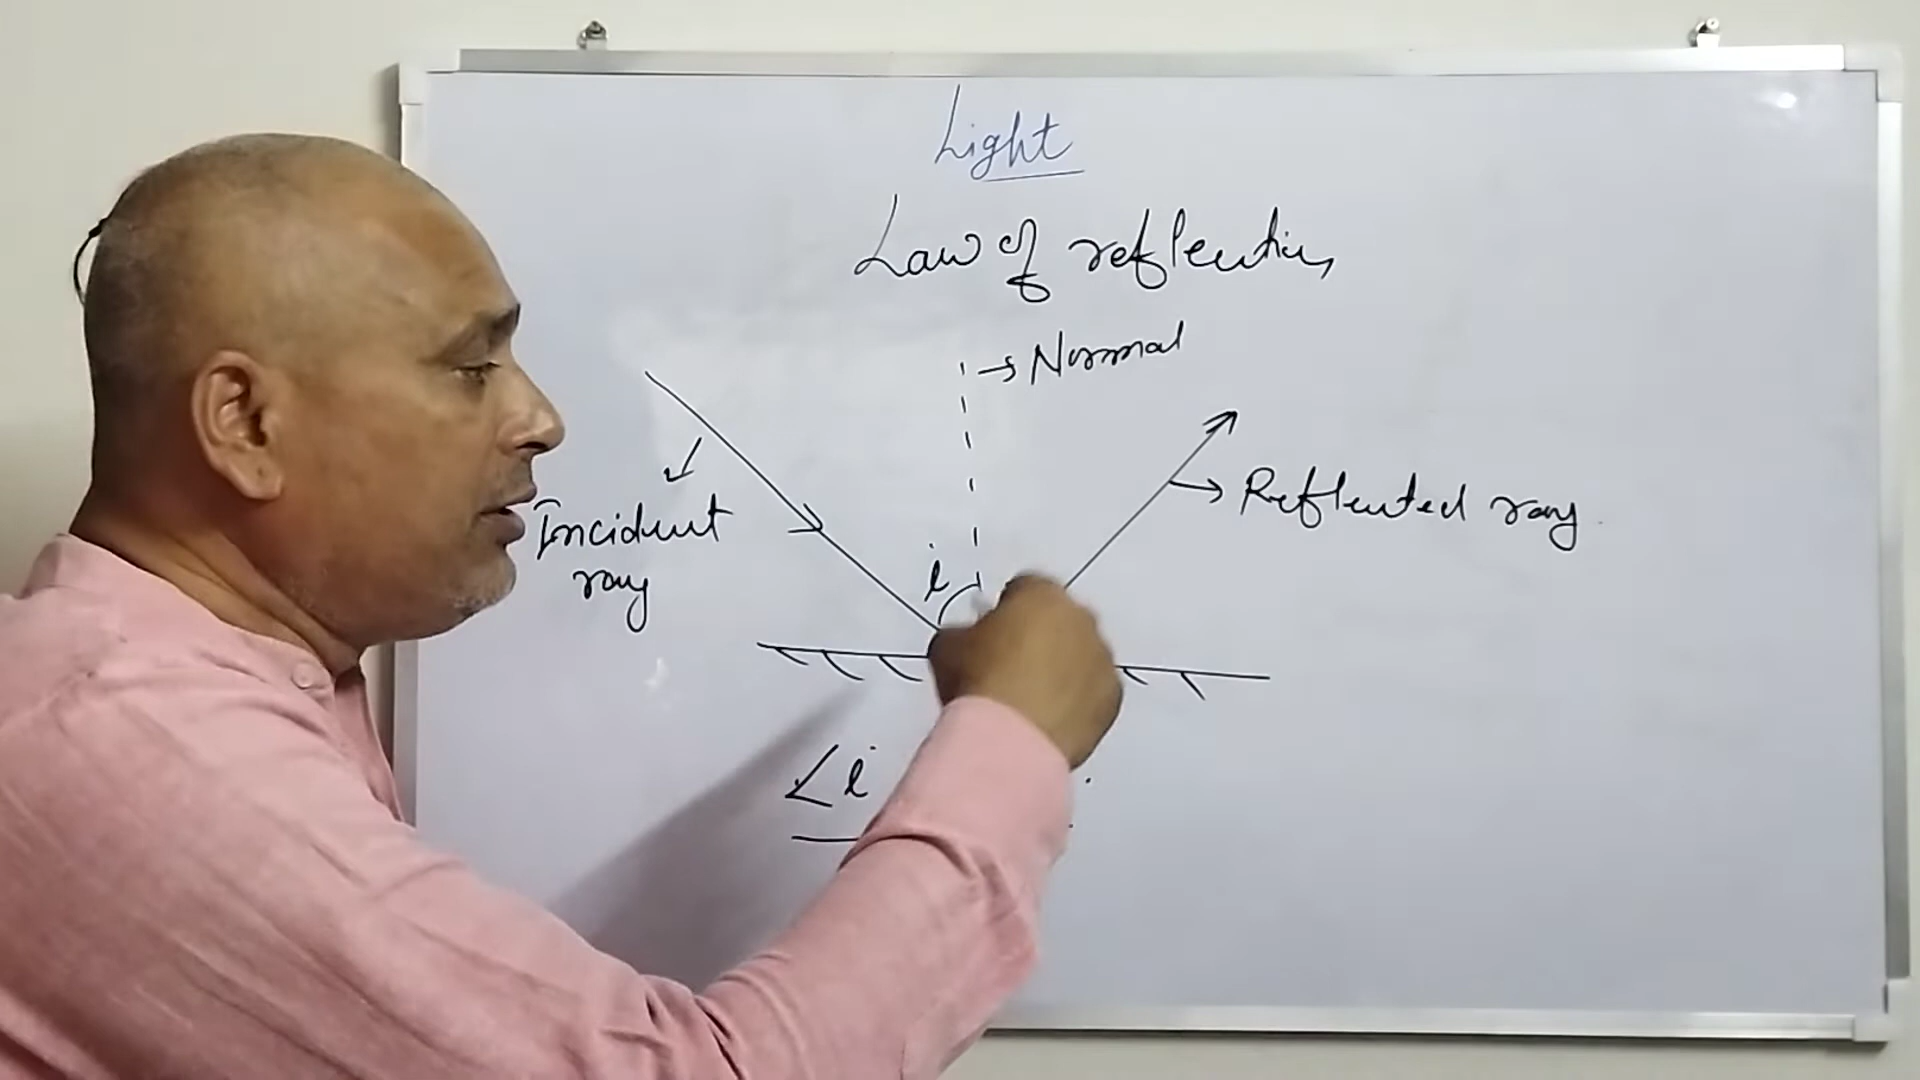 Light
Law of reflection
→ Normal
Incident
ray
→ Reflected ray
i
∠i